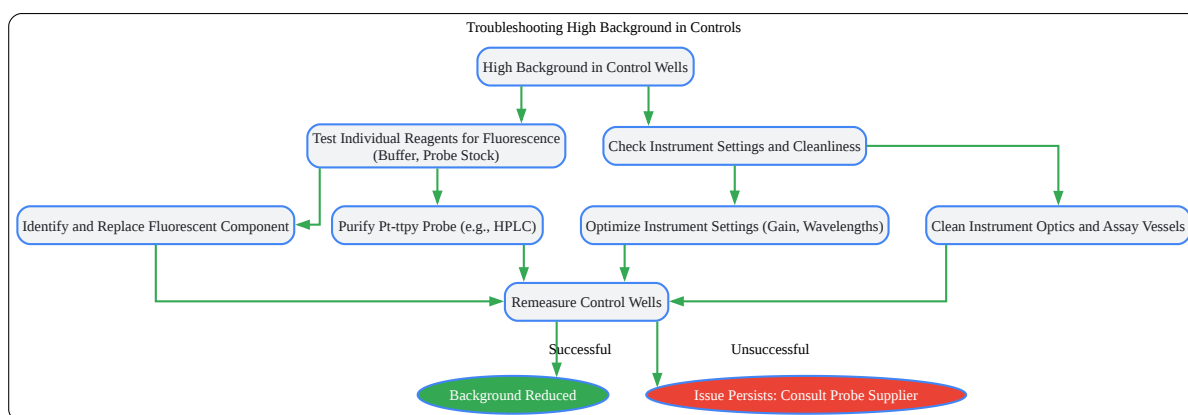 Troubleshooting High Background in Controls
High Background in Control Wells
Test Individual Reagents for Fluorescence
(Buffer, Probe Stock)
Check Instrument Settings and Cleanliness
Identify and Replace Fluorescent Component
Purify Pt-ttpy Probe (e.g., HPLC)
Optimize Instrument Settings (Gain, Wavelengths)
Clean Instrument Optics and Assay Vessels
Remeasure Control Wells
Successful
Unsuccessful
Background Reduced
Issue Persists: Consult Probe Supplier